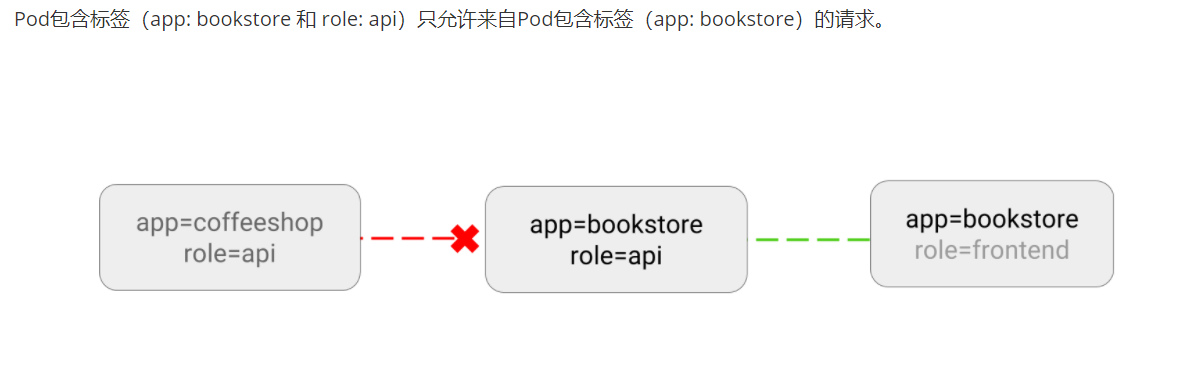 Pod包含标签（app: bookstore 和 role: api）只允许来自Pod包含标签（app: bookstore）的请求。
app=coffeeshop
role=api
app=bookstore
role=api
app=bookstore
role=frontend